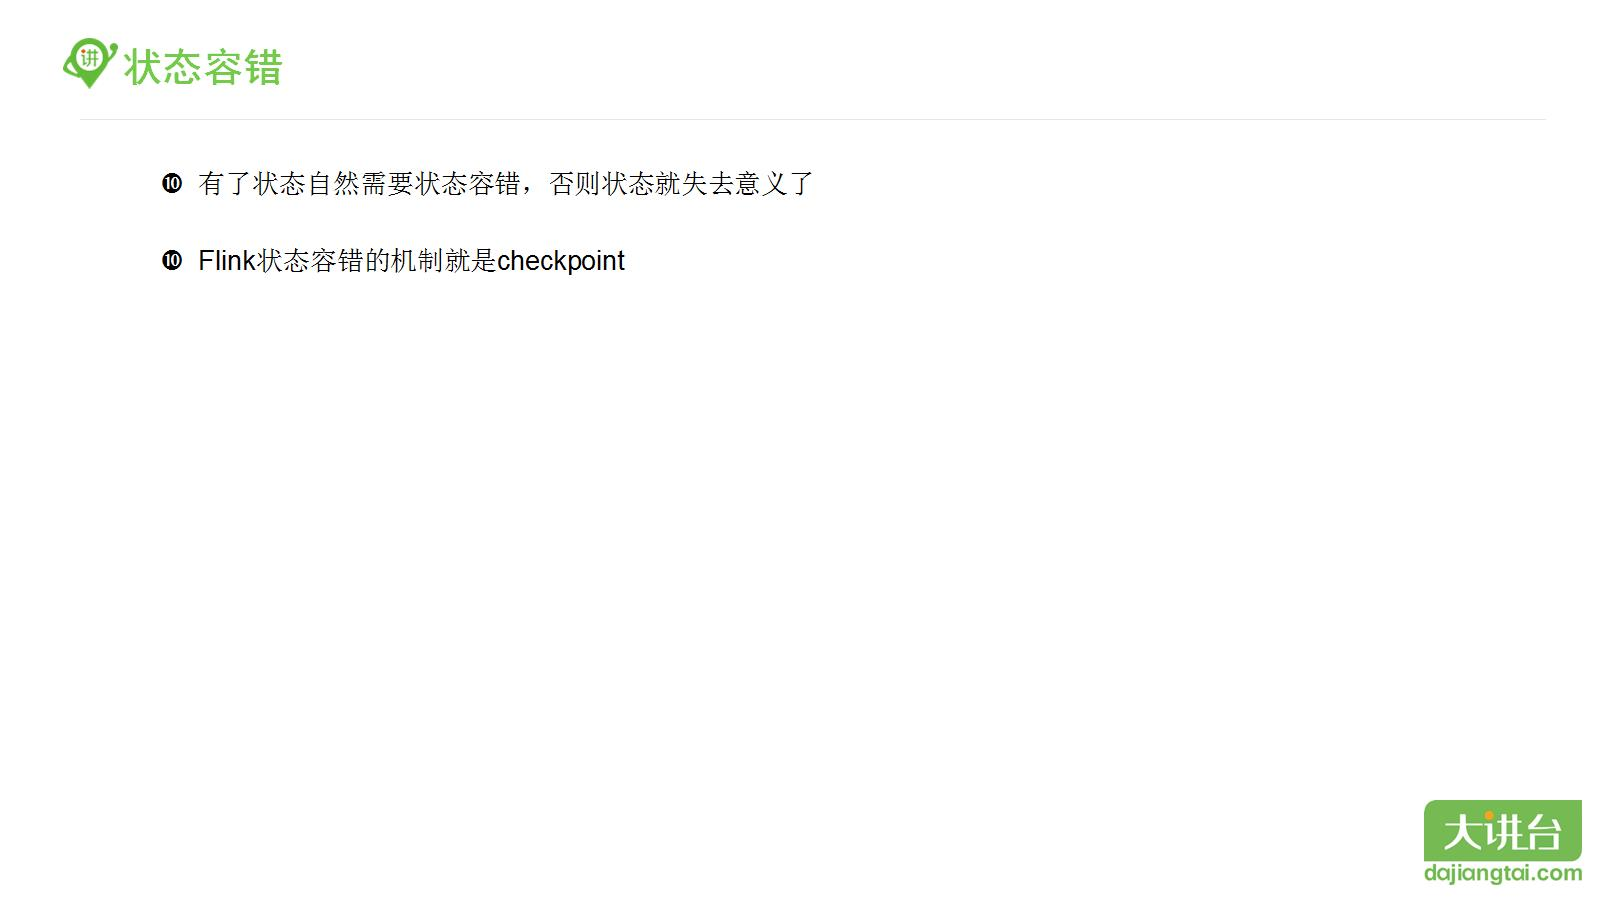 讲 状态容错
❿ 有了状态自然需要状态容错，否则状态就失去意义了
❿ Flink状态容错的机制就是checkpoint
大讲台
dajiangtai.com